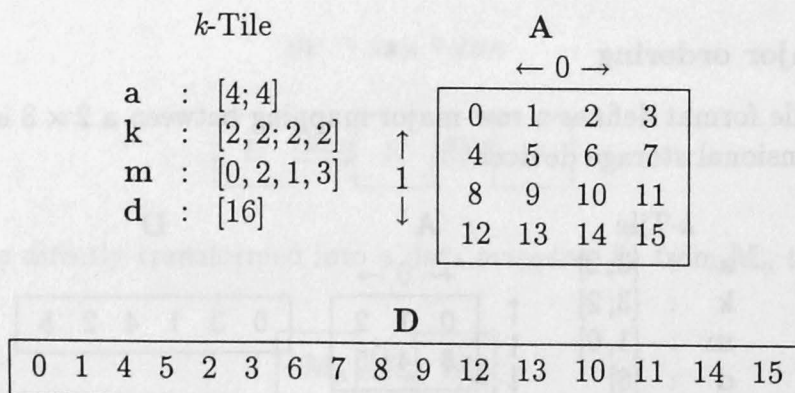 k-Tile
a : [4; 4]
k : [2, 2; 2, 2]
m : [0, 2, 1, 3]
d : [16]
A
← 0 →
↑
1
↓
0 1 2 3
4 5 6 7
8 9 10 11
12 13 14 15
D
0 1 4 5 2 3 6 7 8 9 12 13 10 11 14 15